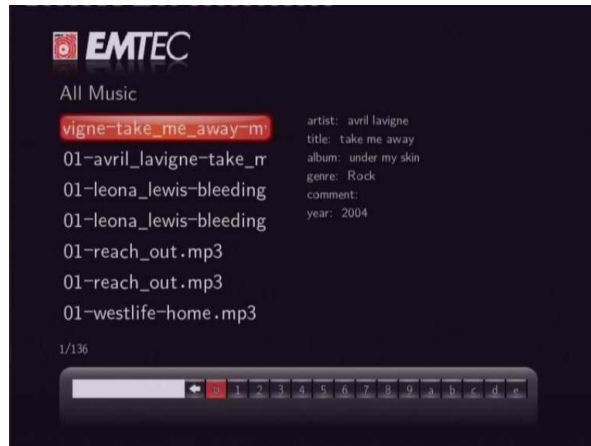 EMTEC
All Music
vigne-take_me_away-m
01-avril_lavigne-take_m
01-leona_lewis-bleeding
01-leona_lewis-bleeding
01-reach_out.mp3
01-reach_out.mp3
01-westlife-home.mp3
artist: avril lavigne
title: take me away
album: under my skin
genre: Rock
comment:
year: 2004
1/136
0 1 2 3 4 5 6 7 8 9 a b c d e